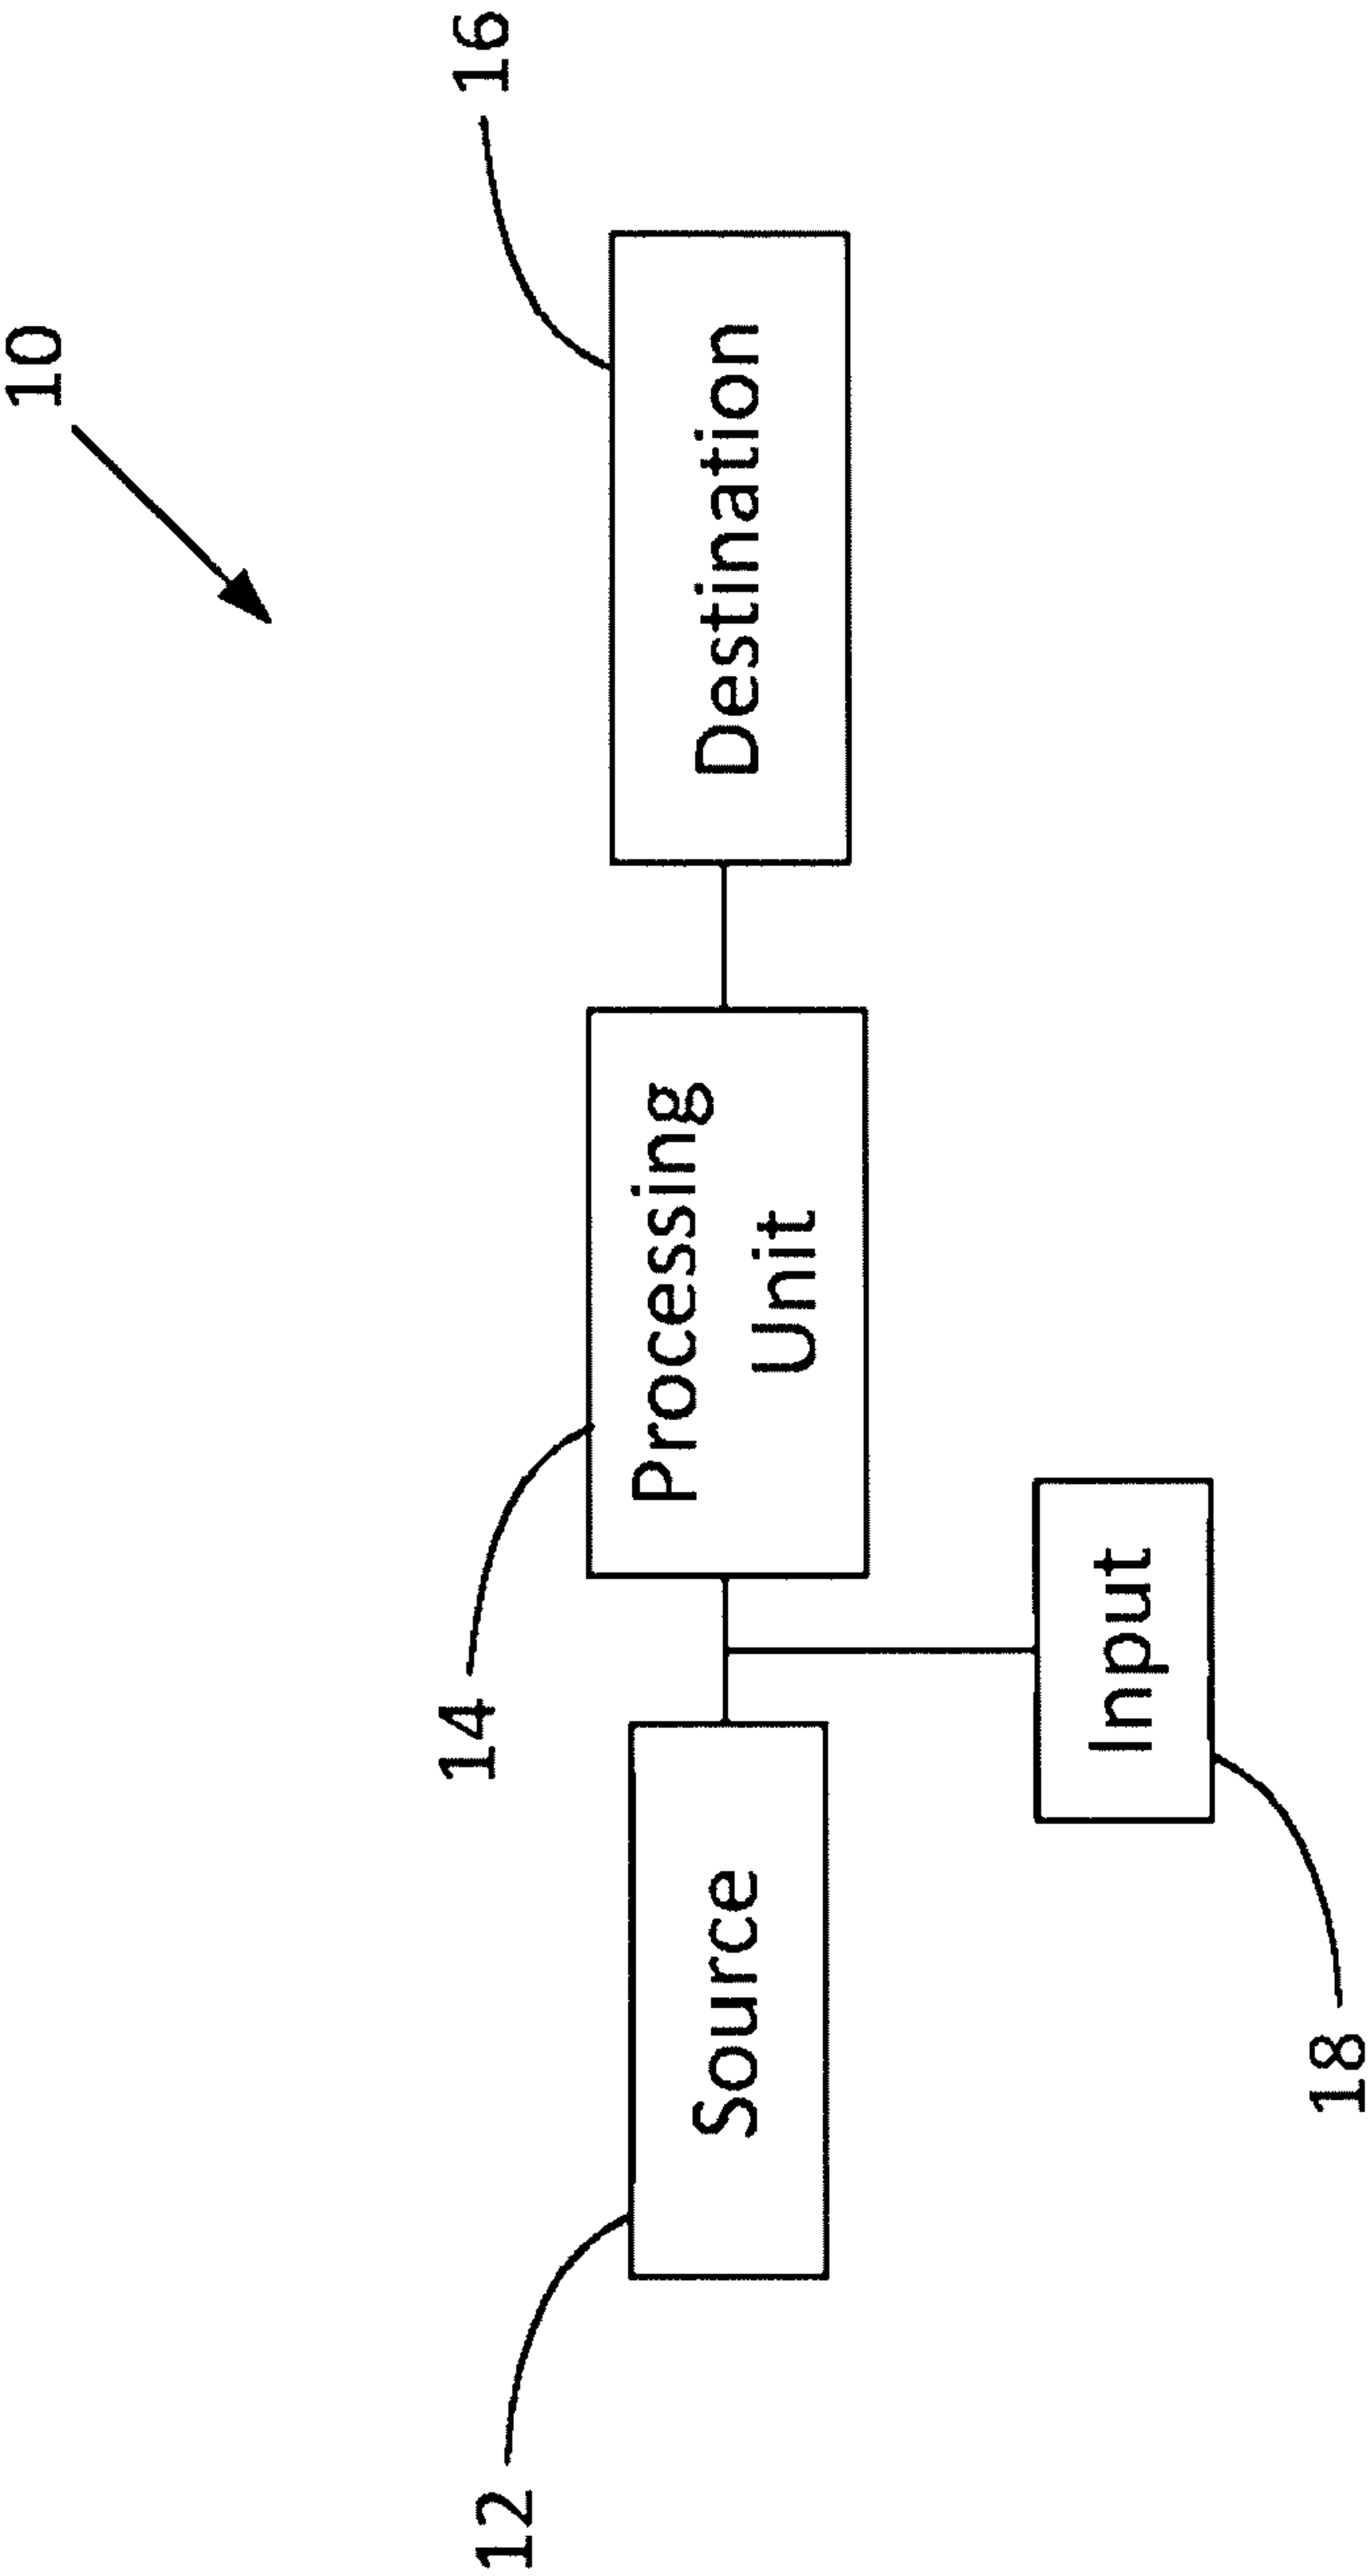 10
12
14
16
Source
Processing
Unit
Destination
Input
18